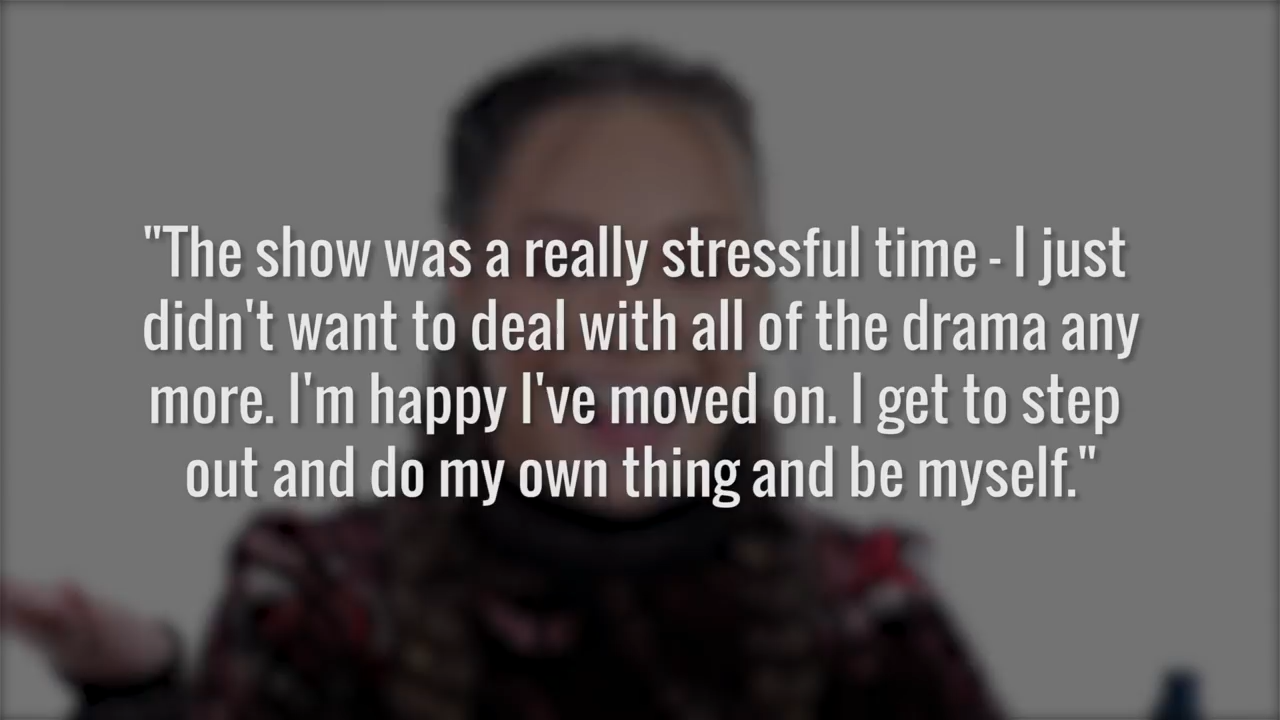 "The show was a really stressful time - I just
didn't want to deal with all of the drama any
more. I'm happy I've moved on. I get to step
out and do my own thing and be myself."